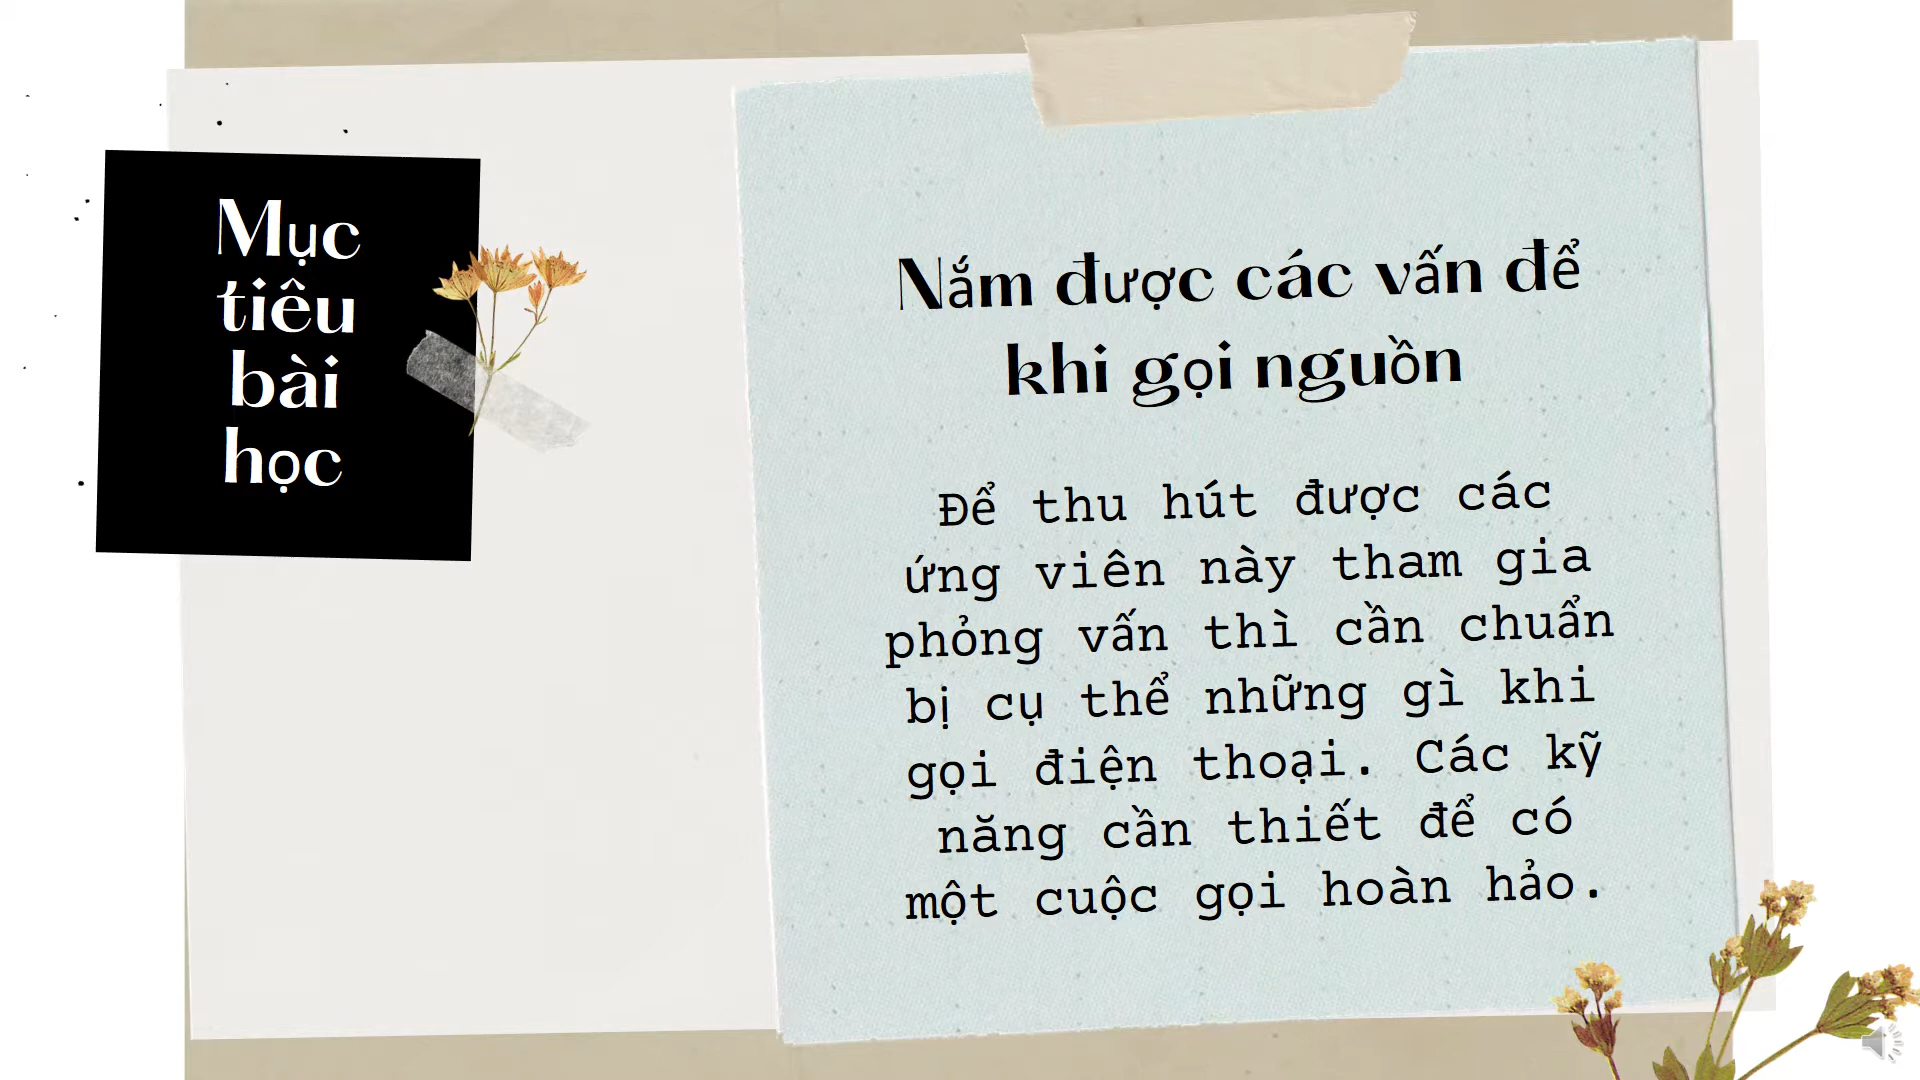 Mục
tiêu
bài
học
Nắm được các vấn để
khi gọi nguồn
Để thu hút được các
ứng viên này tham gia
phỏng vấn thì cần chuẩn
bị cụ thể những gì khi
gọi điện thoại. Các kỹ
năng cần thiết để có
một cuộc gọi hoàn hảo.